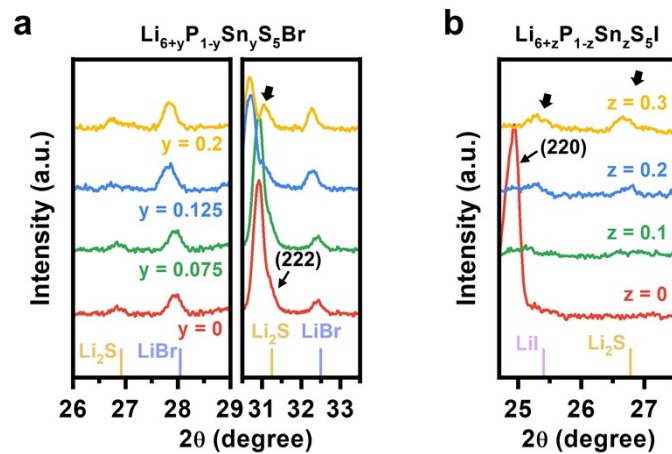 a
Li6+yP1-ySnyS5Br
Intensity (a.u.)
y = 0.2
y = 0.125
y = 0.075
y = 0
(222)
Li2S
LiBr
Li2S
LiBr
26 27 28 29 31 32 33
2θ (degree)
b
Li6+zP1-zSnzS5I
Intensity (a.u.)
z = 0.3
(220)
z = 0.2
z = 0.1
z = 0
LiI
Li2S
25 26 27
2θ (degree)